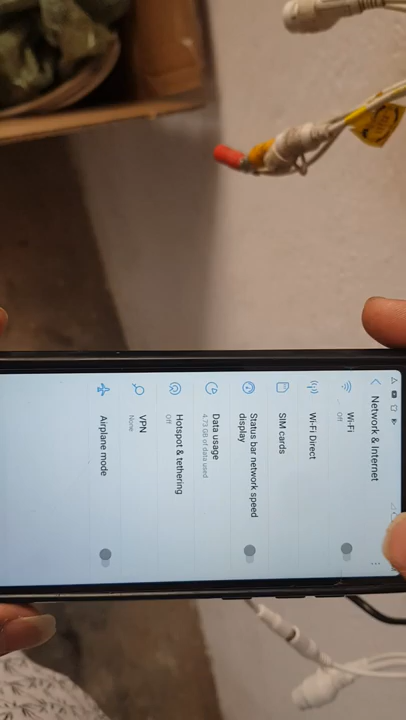 Network & Internet
Wi-Fi
Off
Wi-Fi Direct
SIM cards
Status bar network speed
display
Data usage
4.73 GB of data used
Hotspot & tethering
Off
VPN
None
Airplane mode